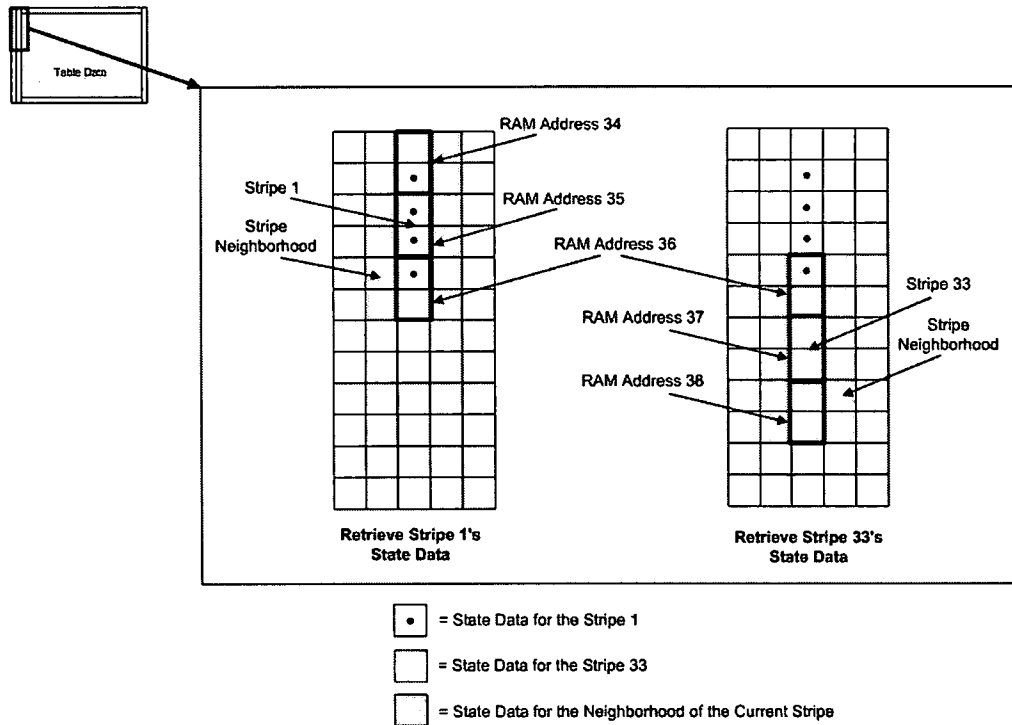 Table Data
RAM Address 34
Stripe 1
RAM Address 35
Stripe
Neighborhood
RAM Address 36
Stripe 33
RAM Address 37
Stripe
Neighborhood
RAM Address 38
Retrieve Stripe 1's
State Data
Retrieve Stripe 33's
State Data
= State Data for the Stripe 1
= State Data for the Stripe 33
= State Data for the Neighborhood of the Current Stripe